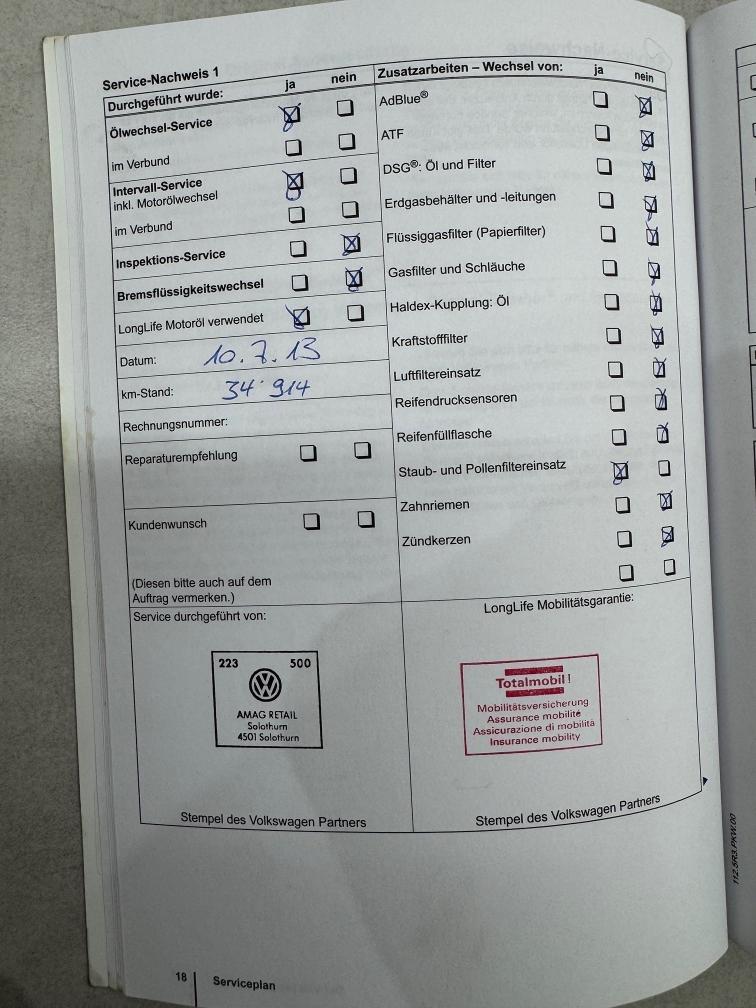 Service-Nachweis 1
Durchgeführt wurde: ja nein
Ölwechsel-Service
im Verbund
Intervall-Service
inkl. Motorölwechsel
im Verbund
Inspektions-Service
Bremsflüssigkeitswechsel
LongLife Motoröl verwendet
Datum: 10.7.13
km-Stand: 34'914
Rechnungsnummer:
Reparaturempfehlung
Kundenwunsch
(Diesen bitte auch auf dem
Auftrag vermerken.)
Zusatzarbeiten – Wechsel von: ja nein
AdBlue®
ATF
DSG®: Öl und Filter
Erdgasbehälter und -leitungen
Flüssiggasfilter (Papierfilter)
Gasfilter und Schläuche
Haldex-Kupplung: Öl
Kraftstofffilter
Luftfiltereinsatz
Reifendrucksensoren
Reifenfüllflasche
Staub- und Pollenfiltereinsatz
Zahnriemen
Zündkerzen
Service durchgeführt von:
223 500
AMAG RETAIL
Solothurn
4501 Solothurn
Stempel des Volkswagen Partners
LongLife Mobilitätsgarantie:
Totalmobil!
Mobilitätsversicherung
Assurance mobilité
Assicurazione di mobilità
Insurance mobility
Stempel des Volkswagen Partners
112.5R3.PKW.00
18 Serviceplan